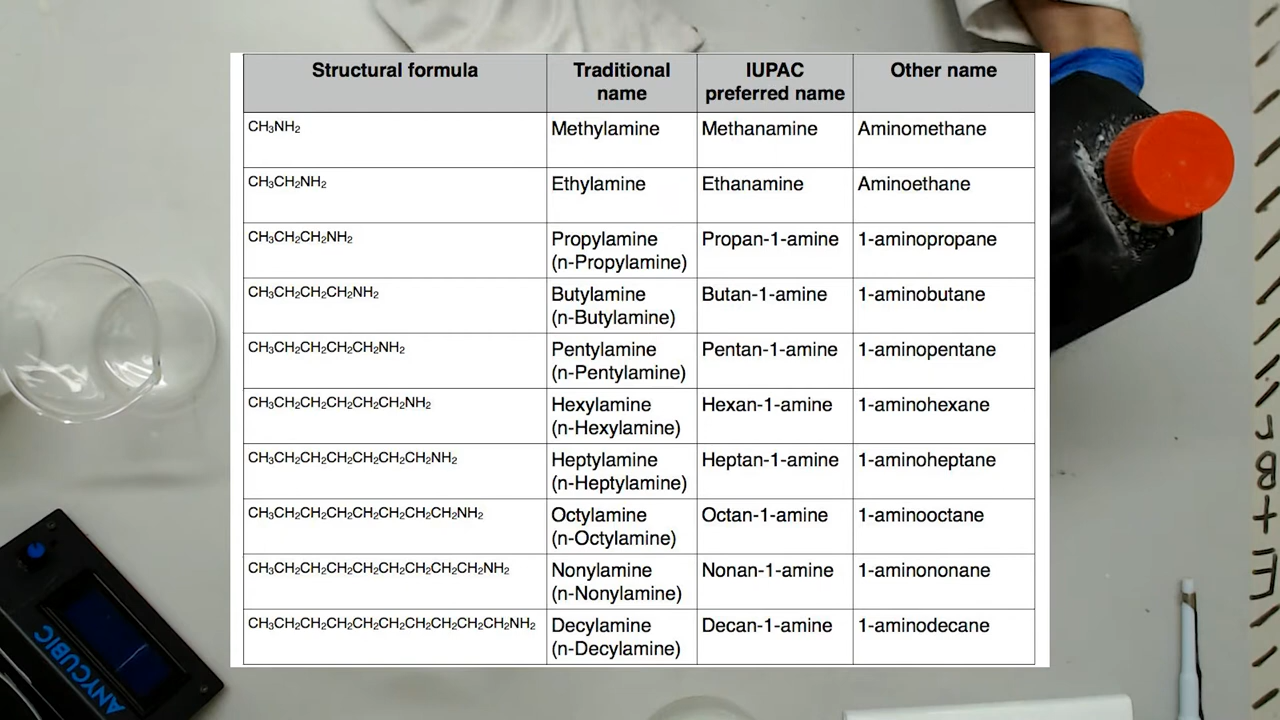 Structural formula Traditional name IUPAC preferred name Other name
CH₃NH₂ Methylamine Methanamine Aminomethane
CH₃CH₂NH₂ Ethylamine Ethanamine Aminoethane
CH₃CH₂CH₂NH₂ Propylamine (n-Propylamine) Propan-1-amine 1-aminopropane
CH₃CH₂CH₂CH₂NH₂ Butylamine (n-Butylamine) Butan-1-amine 1-aminobutane
CH₃CH₂CH₂CH₂CH₂NH₂ Pentylamine (n-Pentylamine) Pentan-1-amine 1-aminopentane
CH₃CH₂CH₂CH₂CH₂CH₂NH₂ Hexylamine (n-Hexylamine) Hexan-1-amine 1-aminohexane
CH₃CH₂CH₂CH₂CH₂CH₂CH₂NH₂ Heptylamine (n-Heptylamine) Heptan-1-amine 1-aminoheptane
CH₃CH₂CH₂CH₂CH₂CH₂CH₂CH₂NH₂ Octylamine (n-Octylamine) Octan-1-amine 1-aminooctane
CH₃CH₂CH₂CH₂CH₂CH₂CH₂CH₂CH₂NH₂ Nonylamine (n-Nonylamine) Nonan-1-amine 1-aminononane
CH₃CH₂CH₂CH₂CH₂CH₂CH₂CH₂CH₂CH₂NH₂ Decylamine (n-Decylamine) Decan-1-amine 1-aminodecane
ANYCUBIC